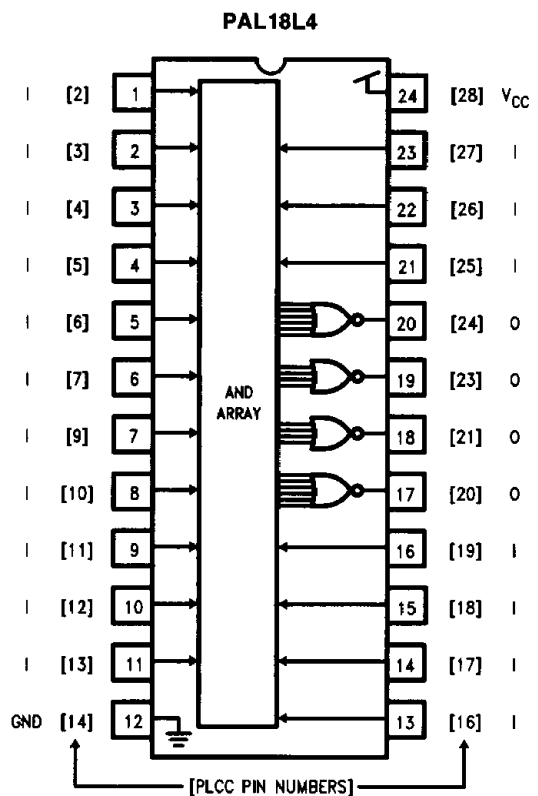 PAL18L4
I [2] 1 24 [28] VCC
I [3] 2 23 [27] I
I [4] 3 22 [26] I
I [5] 4 21 [25] I
I [6] 5 20 [24] O
I [7] 6 19 [23] O
AND
ARRAY
I [9] 7 18 [21] O
I [10] 8 17 [20] O
I [11] 9 16 [19] I
I [12] 10 15 [18] I
I [13] 11 14 [17] I
GND [14] 12 13 [16] I
[PLCC PIN NUMBERS]